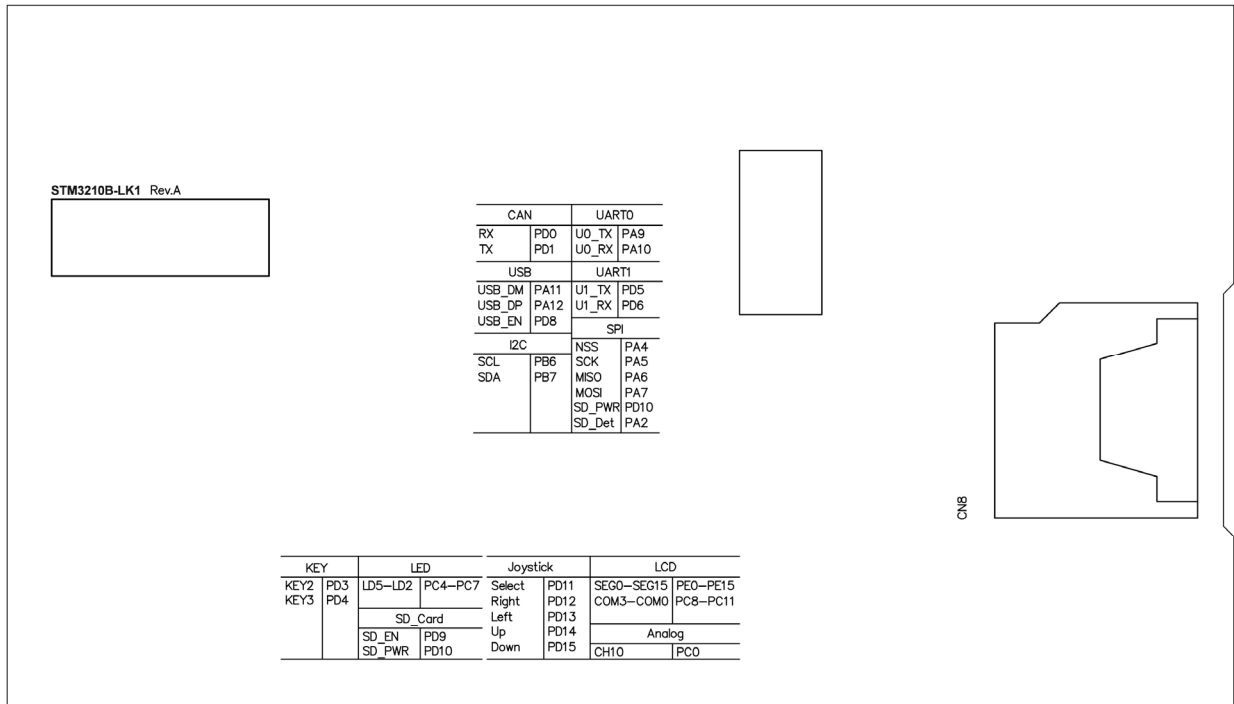 STM3210B-LK1 Rev.A
CAN UART0
RX PD0 U0_TX PA9
TX PD1 U0_RX PA10
USB UART1
USB_DM PA11 U1_TX PD5
USB_DP PA12 U1_RX PD6
USB_EN PD8 SPI
I2C NSS PA4
SCL PB6 SCK PA5
SDA PB7 MISO PA6
MOSI PA7
SD_PWR PD10
SD_Det PA2
CN8
KEY LED Joystick LCD
KEY2 PD3 LD5-LD2 PC4-PC7 Select PD11 SEG0-SEG15 PE0-PE15
KEY3 PD4 Right PD12 COM3-COM0 PC8-PC11
SD_Card Left PD13
SD_EN PD9 Up PD14 Analog
SD_PWR PD10 Down PD15 CH10 PC0